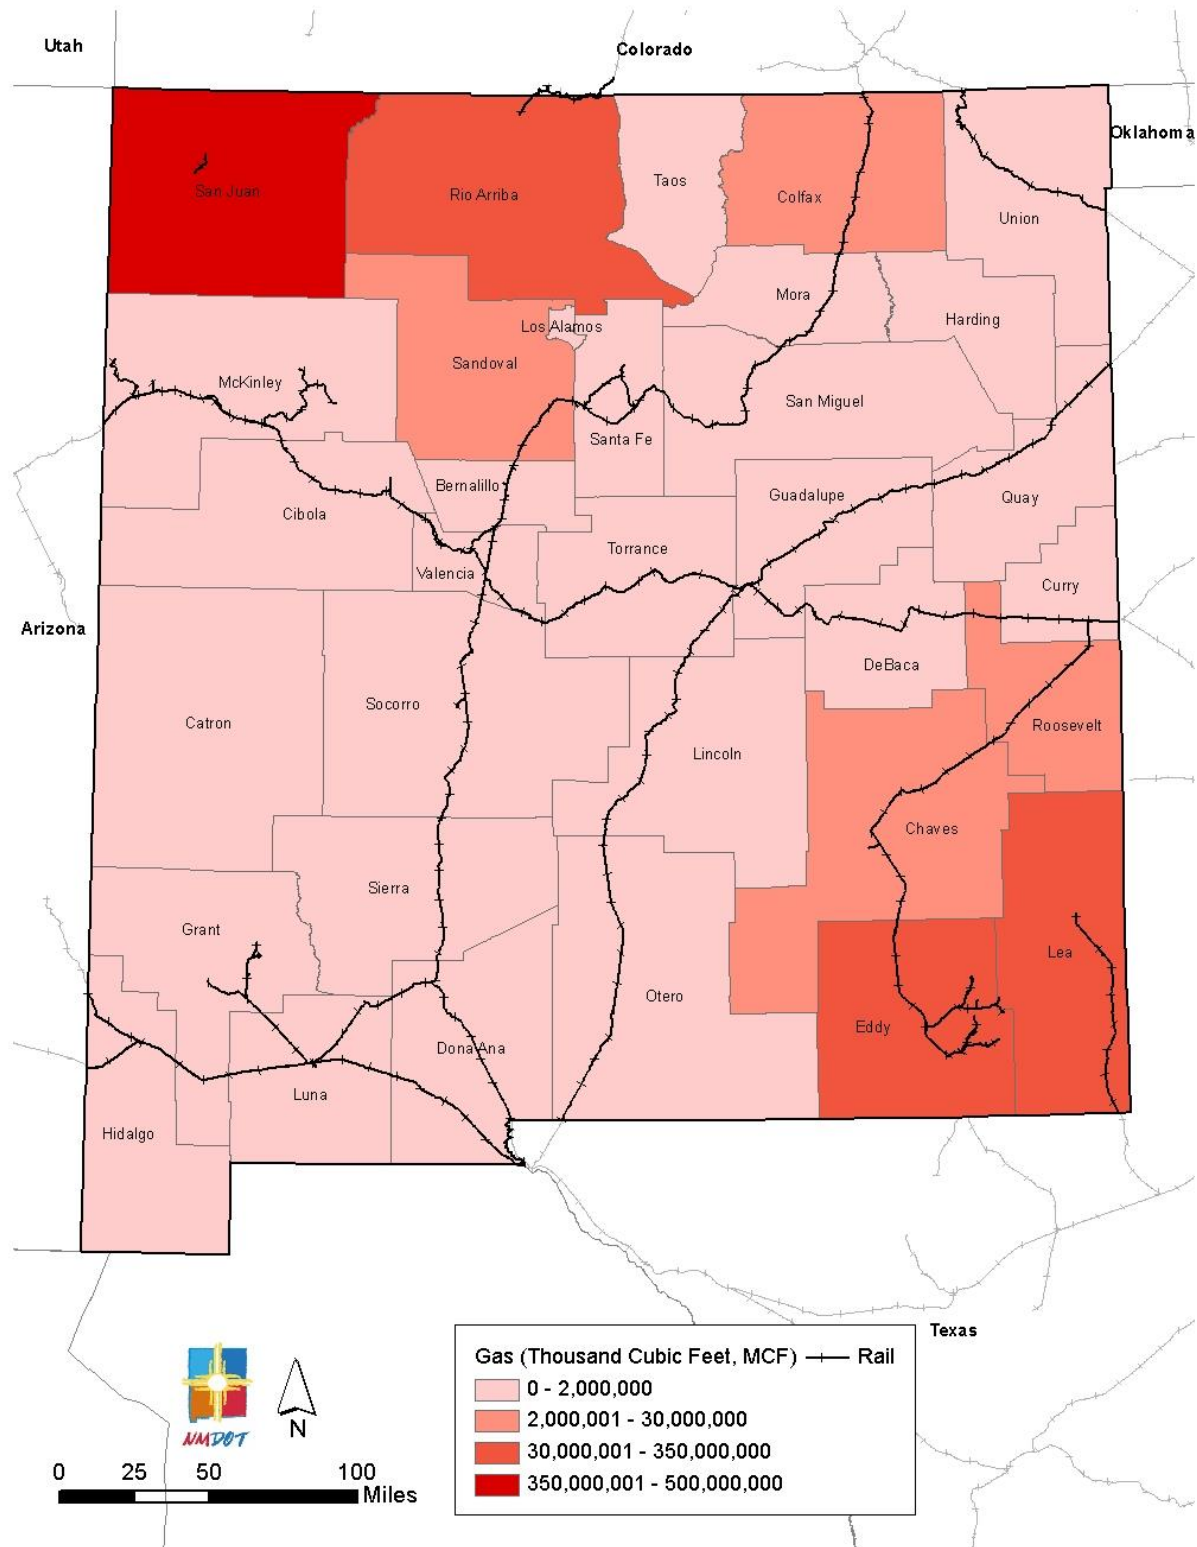 Utah
Colorado
Oklahoma
San Juan
Rio Arriba
Taos
Colfax
Union
Mora
Harding
Los Alamos
Sandoval
McKinley
San Miguel
Santa Fe
Bernalillo
Guadalupe
Quay
Cibola
Torrance
Valencia
Curry
Arizona
DeBaca
Socorro
Catron
Roosevelt
Lincoln
Chaves
Sierra
Grant
Lea
Otero
Eddy
Dona Ana
Luna
Hidalgo
Texas
Gas (Thousand Cubic Feet, MCF) Rail
0 - 2,000,000
2,000,001 - 30,000,000
30,000,001 - 350,000,000
350,000,001 - 500,000,000
NMDOT
N
0 25 50 100
Miles